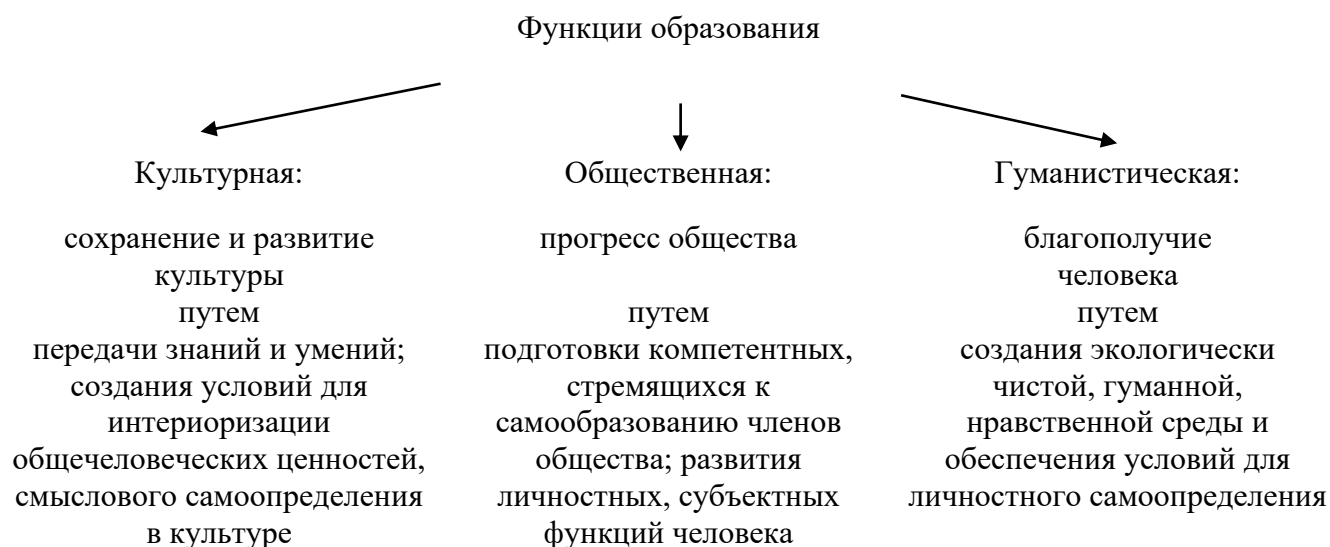 Функции образования
Культурная:
сохранение и развитие
культуры
путем
передачи знаний и умений;
создания условий для
интериоризации
общечеловеческих ценностей,
смыслового самоопределения
в культуре
Общественная:
прогресс общества
путем
подготовки компетентных,
стремящихся к
самообразованию членов
общества; развития
личностных, субъектных
функций человека
Гуманистическая:
благополучие
человека
путем
создания экологически
чистой, гуманной,
нравственной среды и
обеспечения условий для
личностного самоопределения